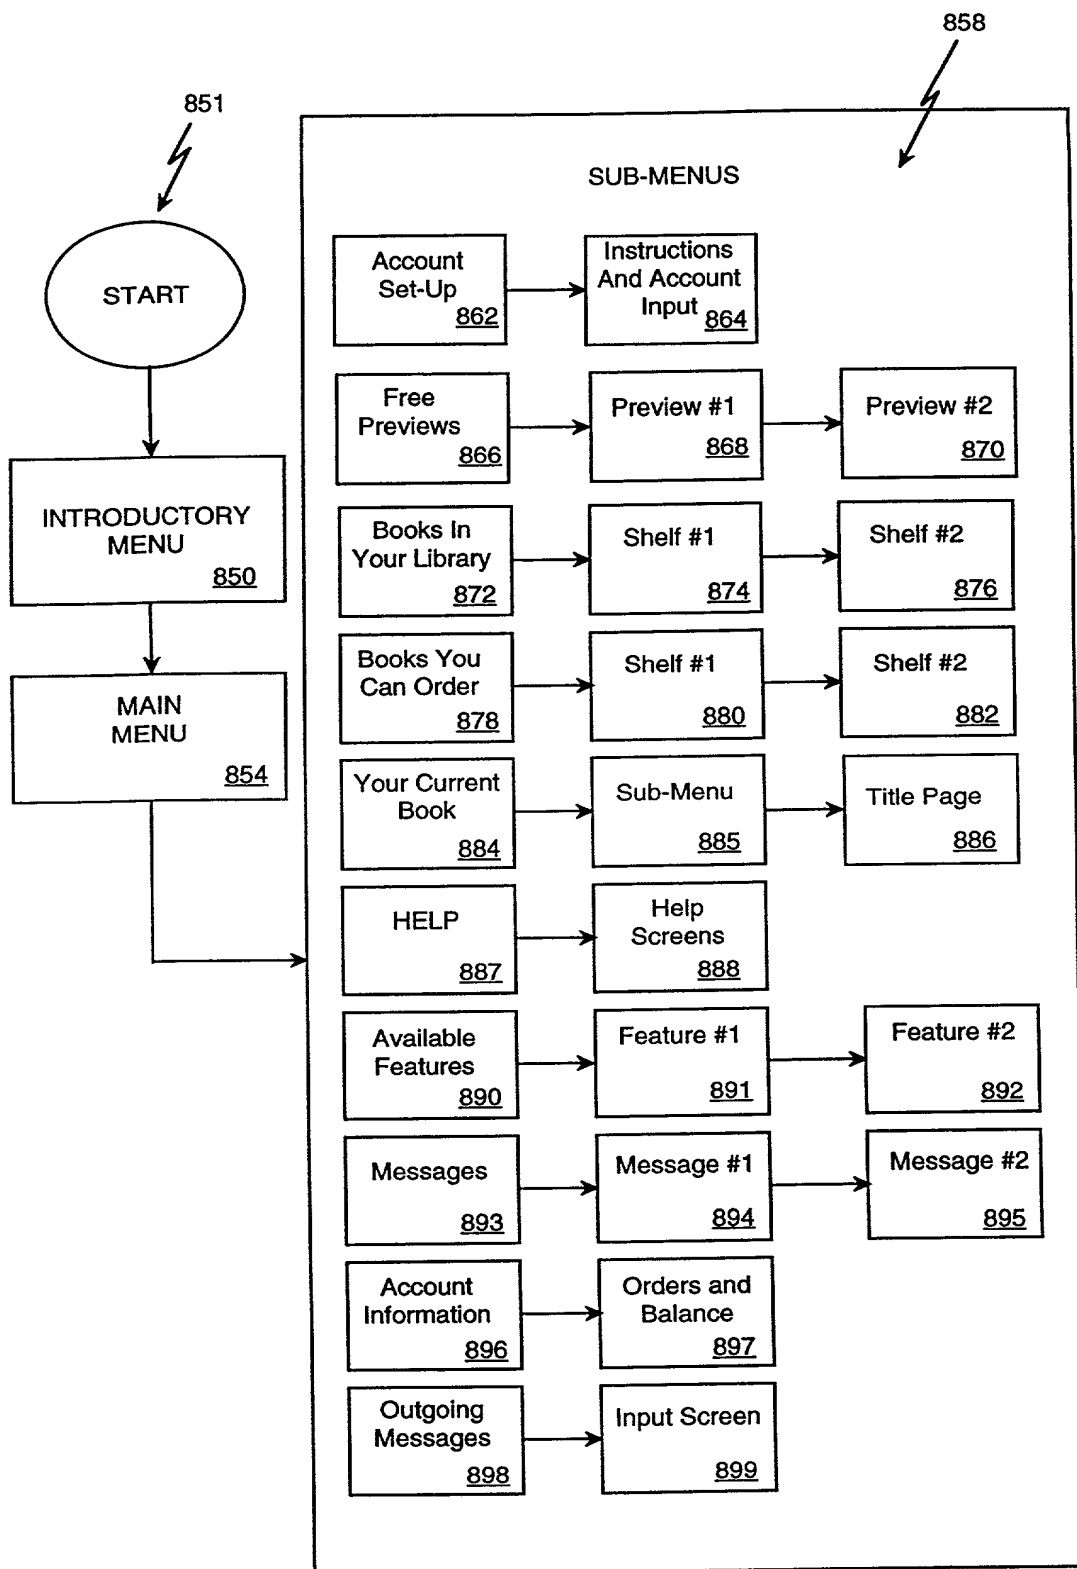 858
851
SUB-MENUS
START
INTRODUCTORY
MENU
850
MAIN
MENU
854
Account
Set-Up
862
Instructions
And Account
Input
864
Free
Previews
866
Preview #1
868
Preview #2
870
Books In
Your Library
872
Shelf #1
874
Shelf #2
876
Books You
Can Order
878
Shelf #1
880
Shelf #2
882
Your Current
Book
884
Sub-Menu
885
Title Page
886
HELP
887
Help
Screens
888
Available
Features
890
Feature #1
891
Feature #2
892
Messages
893
Message #1
894
Message #2
895
Account
Information
896
Orders and
Balance
897
Outgoing
Messages
898
Input Screen
899